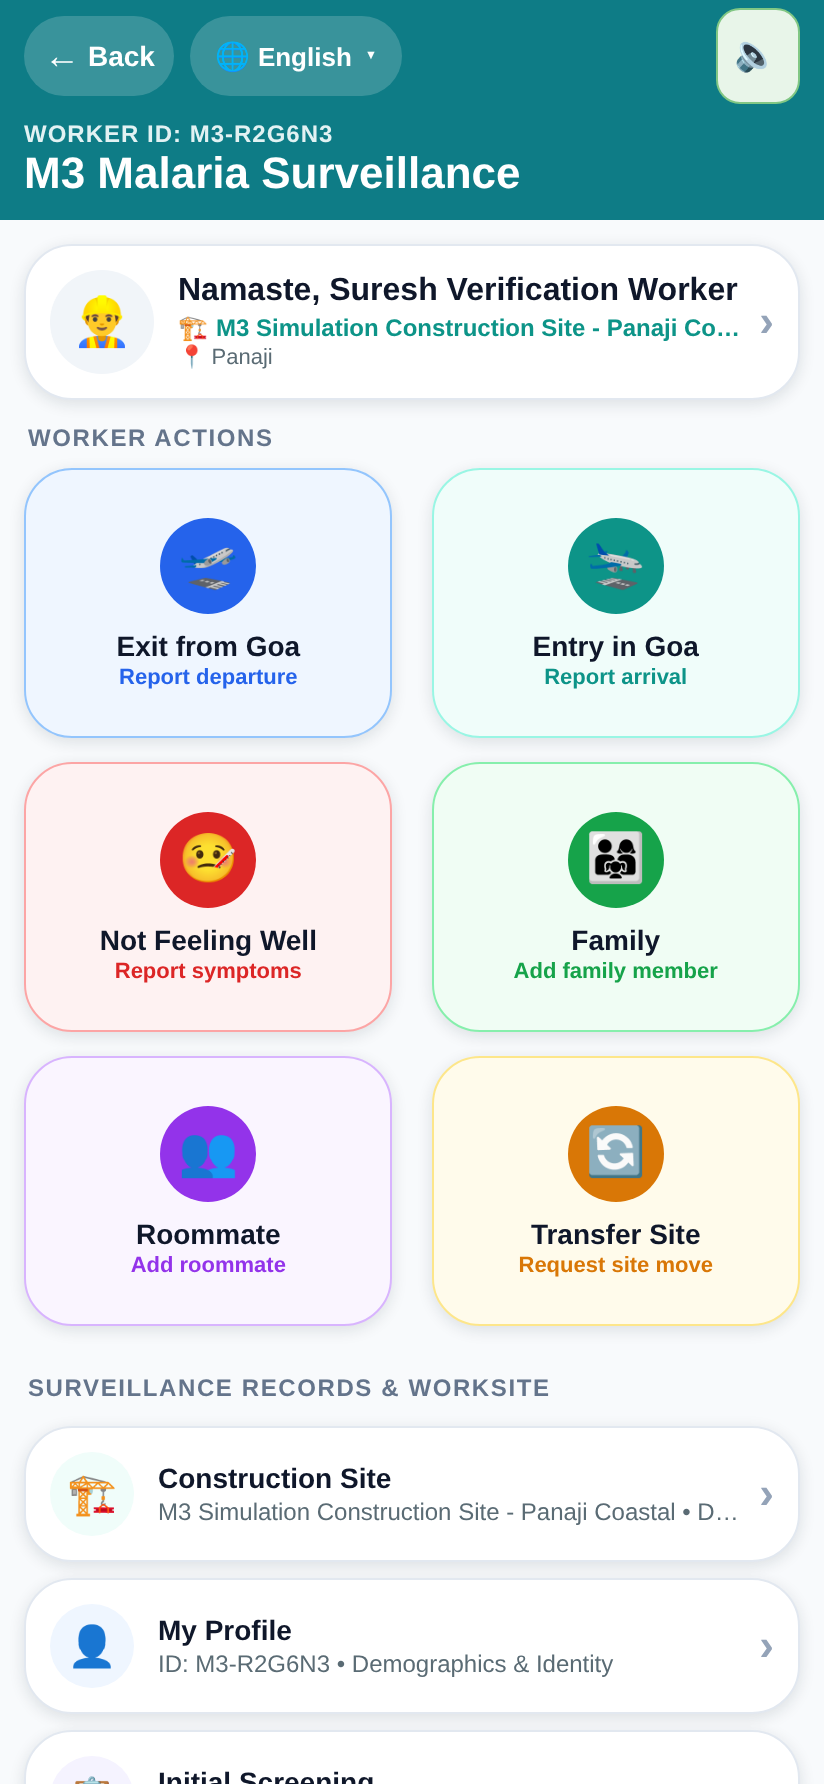 ← Back
English
WORKER ID: M3-R2G6N3
M3 Malaria Surveillance
Namaste, Suresh Verification Worker
M3 Simulation Construction Site - Panaji Co...
Panaji
WORKER ACTIONS
Exit from Goa
Report departure
Entry in Goa
Report arrival
Not Feeling Well
Report symptoms
Family
Add family member
Roommate
Add roommate
Transfer Site
Request site move
SURVEILLANCE RECORDS & WORKSITE
Construction Site
M3 Simulation Construction Site - Panaji Coastal • D...
My Profile
ID: M3-R2G6N3 • Demographics & Identity
Initial Screening